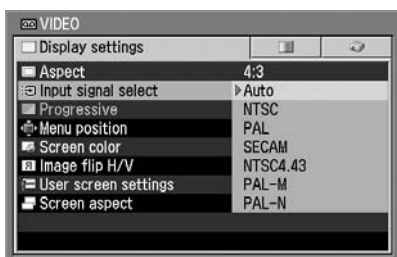 VIDEO
Display settings
Aspect 4:3
Input signal select Auto
Progressive NTSC
Menu position PAL
Screen color SECAM
Image flip H/V NTSC4.43
User screen settings PAL-M
Screen aspect PAL-N